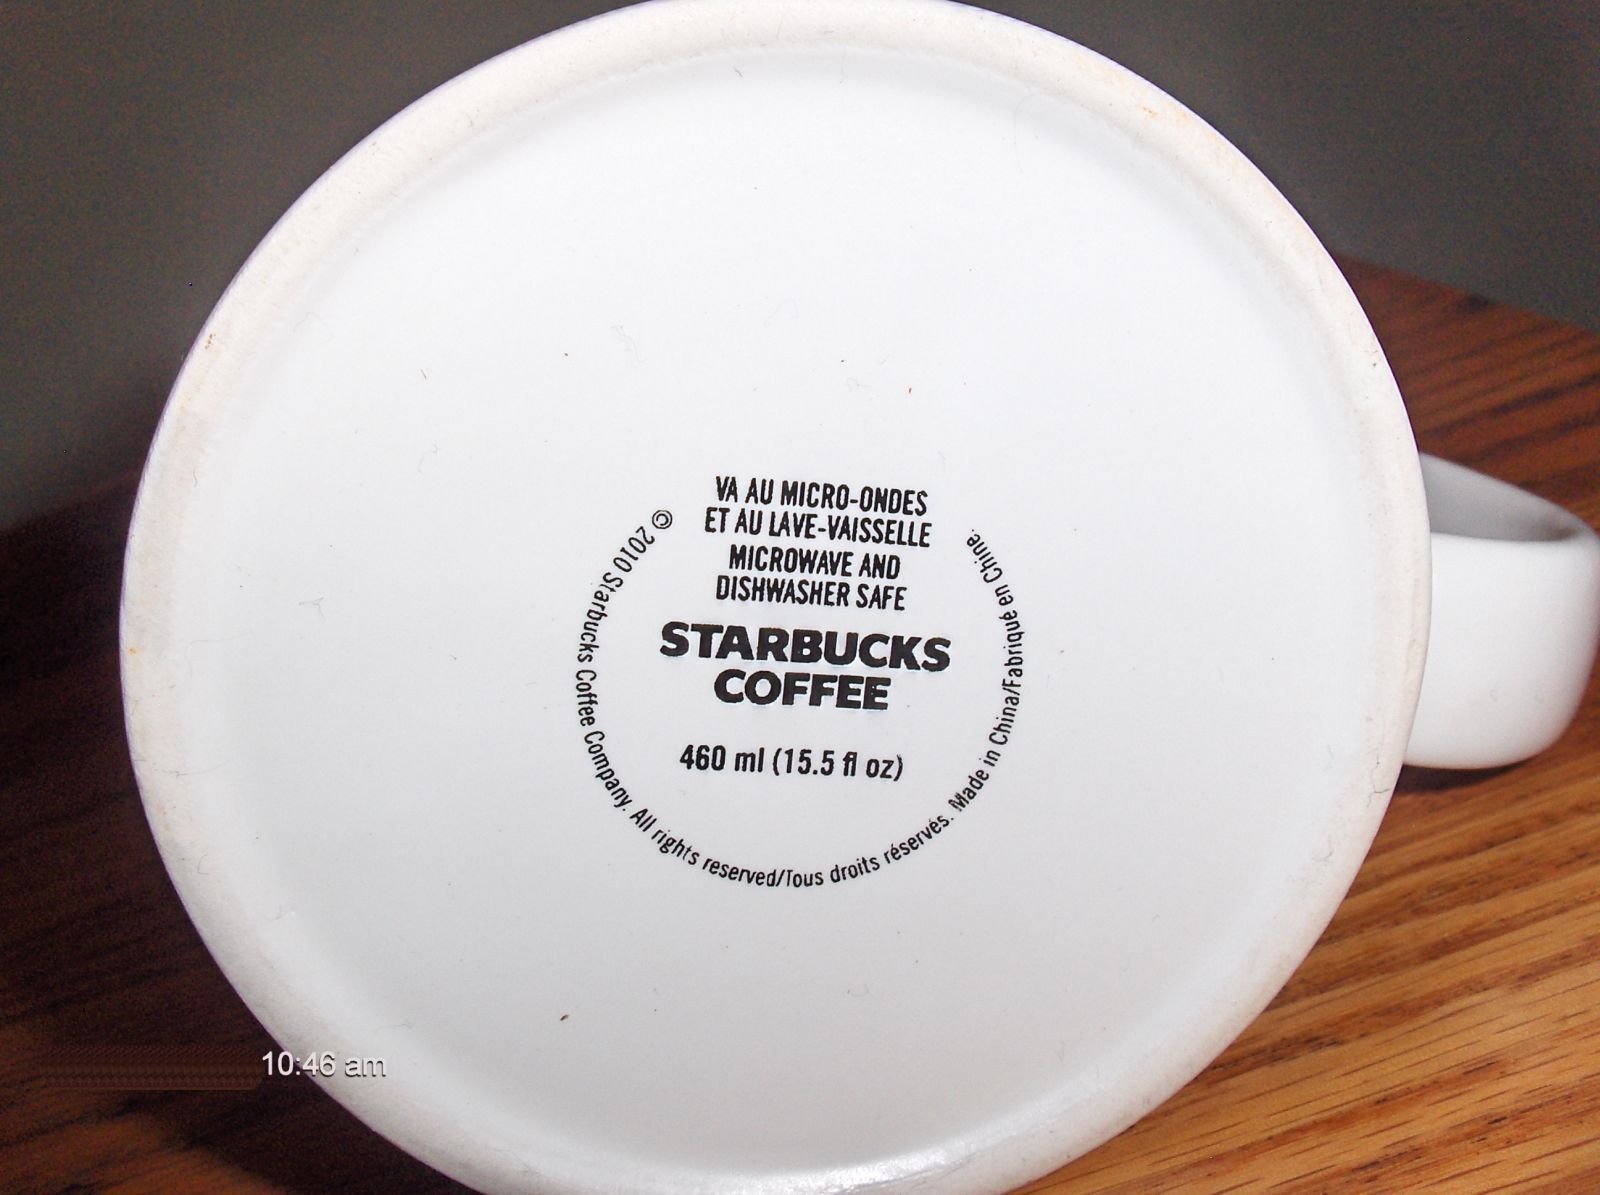 VA AU MICRO-ONDES
ET AU LAVE-VAISSELLE
MICROWAVE AND
DISHWASHER SAFE
STARBUCKS
COFFEE
460 ml (15.5 fl oz)
© 2010 Starbucks Coffee Company. All rights reserved/Tous droits réservés. Made in China/Fabriqué en Chine.
10:46 am